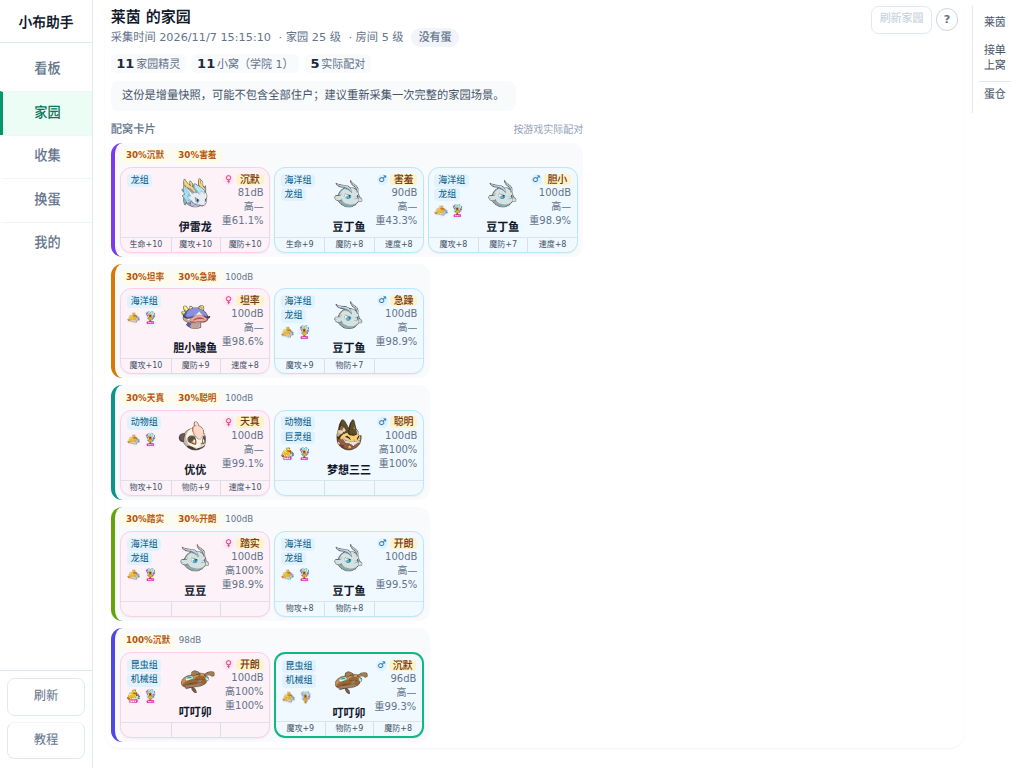 小布助手
看板
家园
收集
换蛋
我的
刷新
教程
莱茵 的家园
采集时间 2026/11/7 15:15:10 · 家园 25 级 · 房间 5 级 没有蛋
刷新家园
?
11 家园精灵 11 小窝（学院 1） 5 实际配对
这份是增量快照，可能不包含全部住户；建议重新采集一次完整的家园场景。
配窝卡片
按游戏实际配对
30%沉默 30%害羞
龙组
♀ 沉默
81dB
高—
重61.1%
伊雷龙
生命+10 魔攻+10 魔防+10
海洋组
龙组
♂ 害羞
90dB
高—
重43.3%
豆丁鱼
生命+9 魔防+8 速度+8
海洋组
龙组
♂ 胆小
100dB
高—
重98.9%
豆丁鱼
魔攻+8 魔防+7 速度+8
30%坦率 30%急躁 100dB
海洋组
♀ 坦率
100dB
高—
重98.6%
胆小鳗鱼
魔攻+10 魔防+9 速度+8
海洋组
龙组
♂ 急躁
100dB
高—
重98.9%
豆丁鱼
魔攻+9 物防+7
30%天真 30%聪明 100dB
动物组
♀ 天真
100dB
高—
重99.1%
优优
物攻+10 物防+9 速度+10
动物组
巨灵组
♂ 聪明
100dB
高100%
重100%
梦想三三
30%踏实 30%开朗 100dB
海洋组
龙组
♀ 踏实
100dB
高100%
重98.9%
豆豆
海洋组
龙组
♂ 开朗
100dB
高—
重99.5%
豆丁鱼
物攻+8 物防+8
100%沉默 98dB
昆虫组
机械组
♀ 开朗
100dB
高100%
重100%
叮叮卯
昆虫组
机械组
♂ 沉默
96dB
高—
重99.3%
叮叮卯
魔攻+9 物防+9 魔防+8
莱茵
接单
上窝
蛋仓